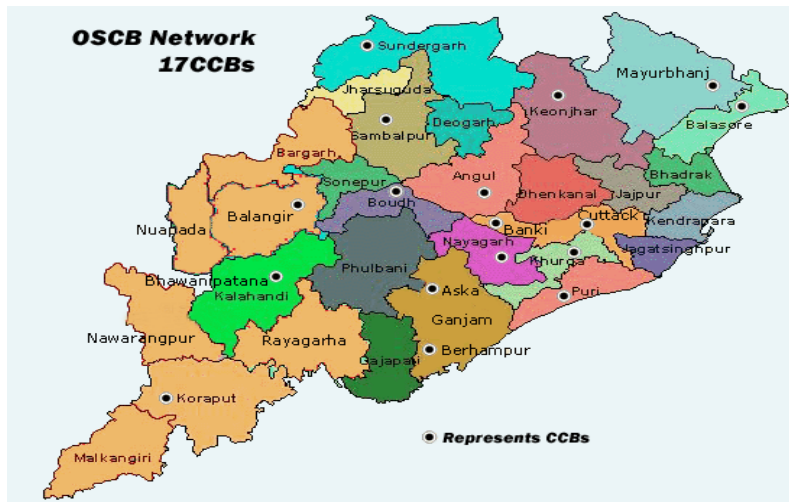 OSCB Network
17CCBs
Sundergarh
Mayurbhanj
Jharsuguda
Keonjhar
Balasore
Deogarh
Sambalpur
Bargarh
Bhadrak
Sonepur
Angul
Dhenkanal
Jajpur
Boudh
Kendrapara
Balangir
Cuttack
Banki
Nuapada
Nayagarh
Jagatsinghpur
Khurga
Phulbani
Bhawanipatana
Kalahandi
Aska
Puri
Ganjam
Nawarangpur
Rayagarha
Berhampur
Gajapati
Koraput
Represents CCBs
Malkangiri